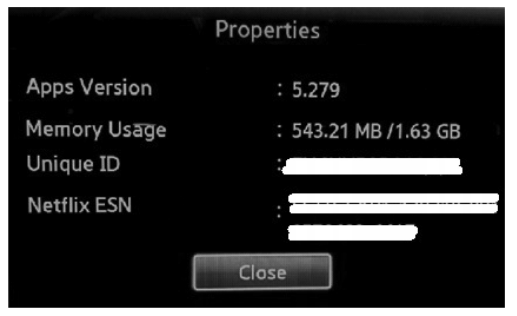 Properties
Apps Version : 5.279
Memory Usage : 543.21 MB /1.63 GB
Unique ID :
Netflix ESN :
Close